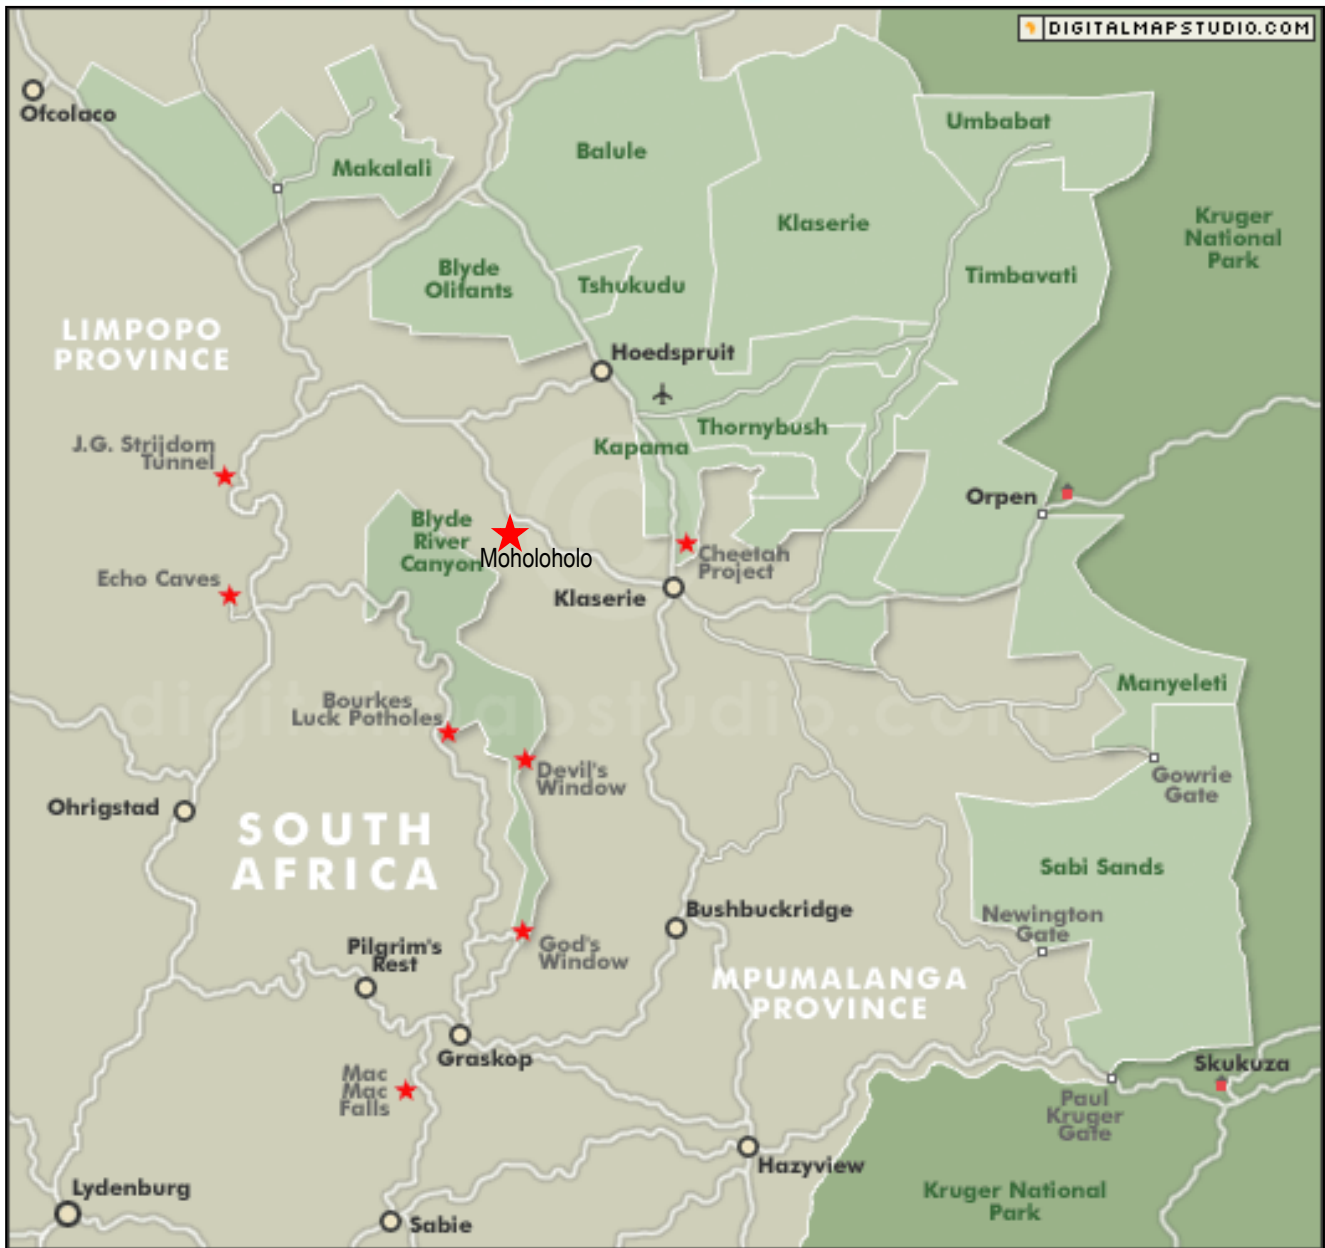 DIGITALMAPSTUDIO.COM
Ofcolaco
Makalali
Balule
Umbabat
Klaserie
Kruger
National
Park
Blyde
Olifants
Tshukudu
Timbavati
LIMPOPO
PROVINCE
Hoedspruit
J.G. Strijdom
Tunnel
Kapama
Thornybush
Orpen
Blyde
River
Canyon
Moholoholo
Cheetah
Project
Echo Caves
Klaserie
Manyeleti
Bourkes
Luck Potholes
digitalmapstudio.com
©
Devil's
Window
Gowrie
Gate
Ohrigstad
SOUTH
AFRICA
Sabi Sands
Bushbuckridge
Newington
Gate
Pilgrim's
Rest
God's
Window
MPUMALANGA
PROVINCE
Graskop
Skukuza
Mac
Mac
Falls
Paul
Kruger
Gate
Hazyview
Lydenburg
Sabie
Kruger National
Park